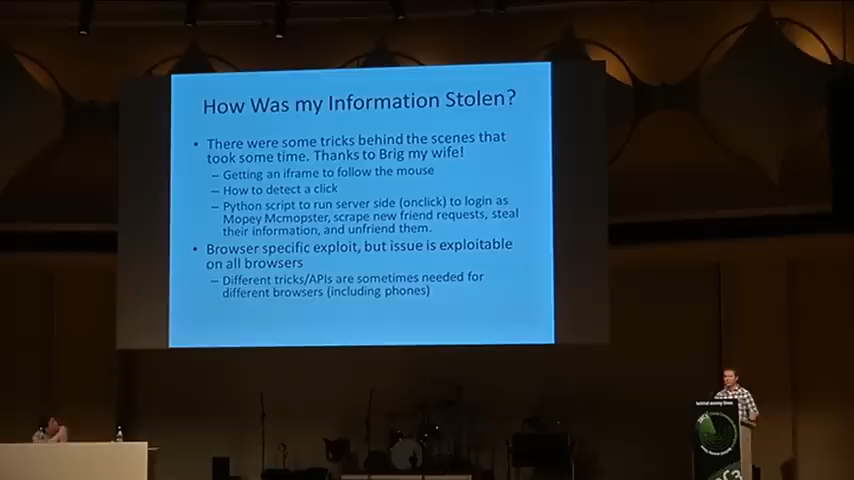 How Was my Information Stolen?
• There were some tricks behind the scenes that
took some time. Thanks to Brig my wife!
– Getting an iframe to follow the mouse
– How to detect a click
– Python script to run server side (onclick) to login as
Mopey Mcmopster, scrape new friend requests, steal
their information, and unfriend them.
• Browser specific exploit, but issue is exploitable
on all browsers
– Different tricks/APIs are sometimes needed for
different browsers (including phones)
behind enemy lines